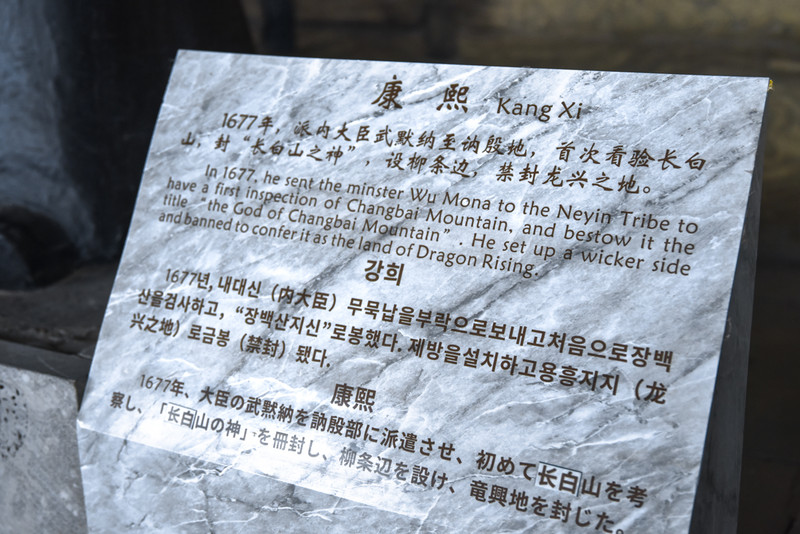 康 熙 Kang Xi
1677年，派内大臣武默纳至讷殷地，首次看验长白
山，封“长白山之神”，设柳条边，禁封龙兴之地。
In 1677, he sent the minster Wu Mona to the Neyin Tribe to
have a first inspection of Changbai Mountain, and bestow it the
title “the God of Changbai Mountain”. He set up a wicker side
and banned to confer it as the land of Dragon Rising.
강희
1677년, 내대신（内大臣）무묵납을부락으로보내고처음으로장백
산을검사하고, “장백산지신”로봉했다. 제방을설치하고용흥지지（龙
兴之地）로금봉（禁封）됐다.
康熙
1677年、大臣の武黙納を訥殷部に派遣させ、初めて长白山を考
察し、「长白山の神」を冊封し、柳条辺を設け、竜興地を封じた。